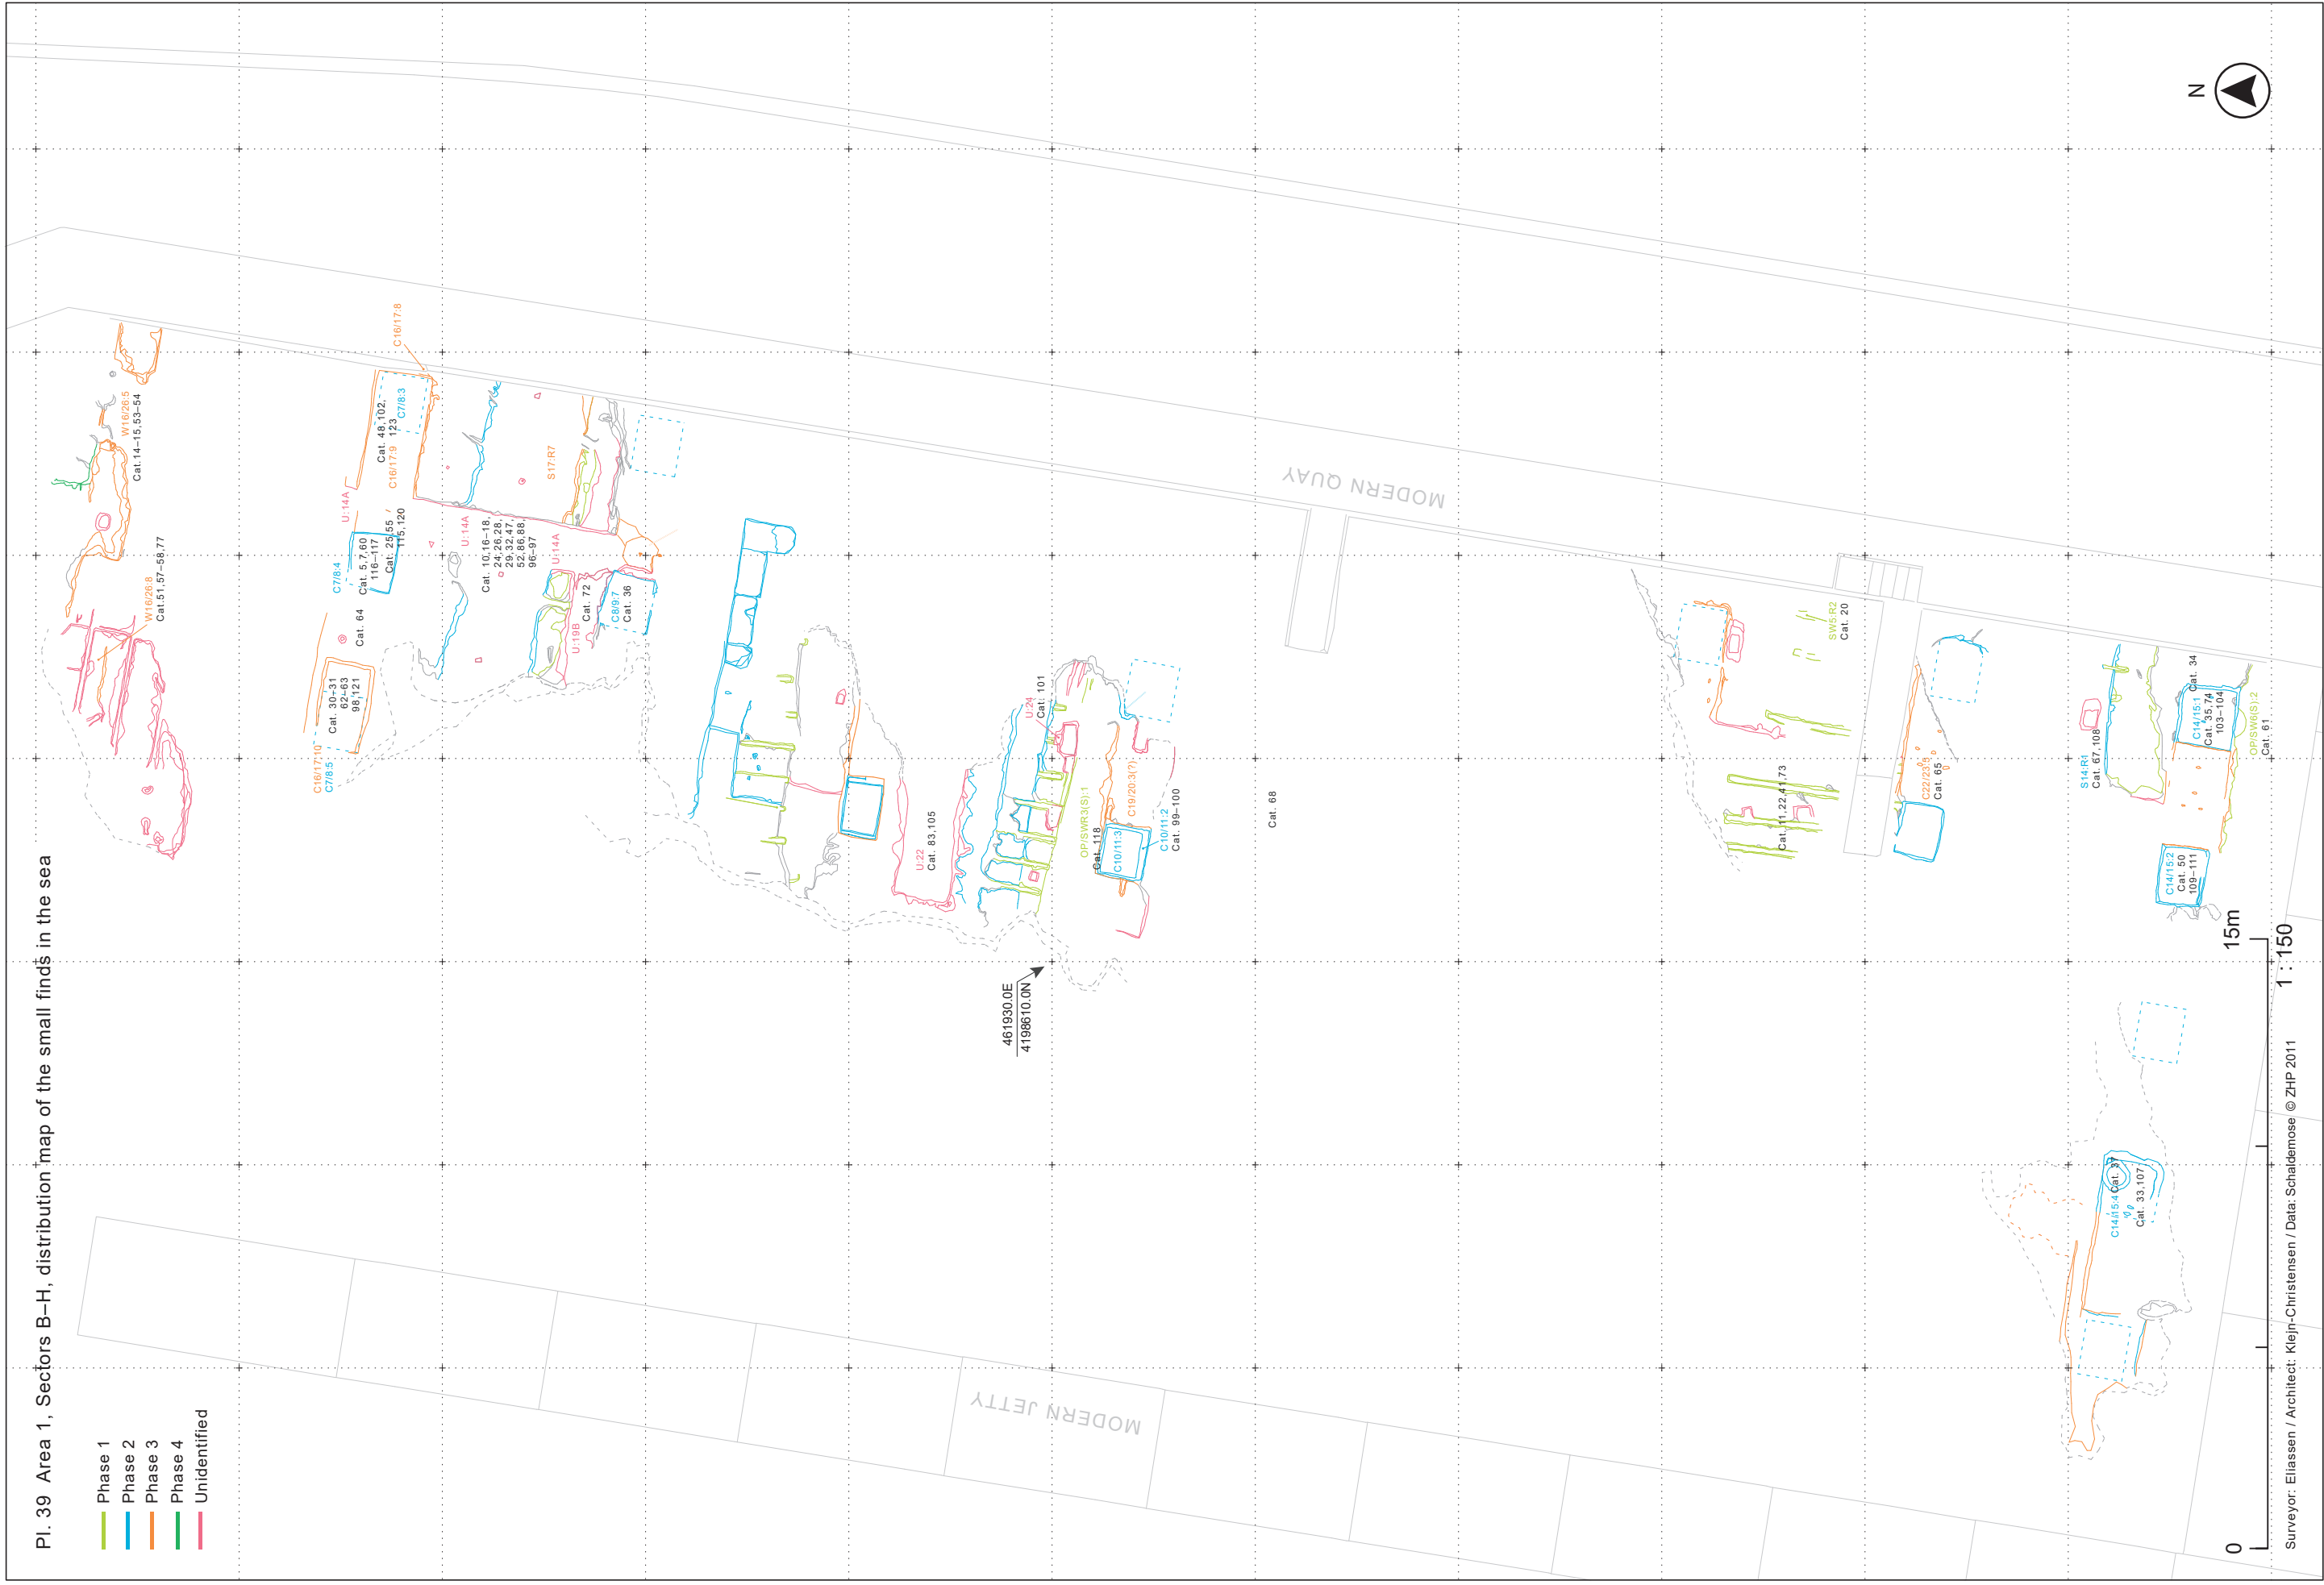 Pl. 39 Area 1, Sectors B–H, distribution map of the small finds in the sea
Phase 1
Phase 2
Phase 3
Phase 4
Unidentified
W16/26:5
Cat.14–15,53–54
W16/26:8
Cat.51,57–58,77
C16/17:8
C7/8:3
Cat. 48,102,
123
C16/17:9
U:14A
C7/8:4
Cat. 5,7,60
116–117
Cat. 25,55
115,120
Cat. 64
C16/17:10
C7/8:5
Cat. 30–31
62–63
98,121
U:14A
Cat. 10,16–18,
24,26,28,
29,32,47,
52,86,88,
96–97
S17:R7
U:14A
U:19B
Cat. 72
C8/9:7
Cat. 36
U:22
Cat. 83,105
U:24
Cat. 101
OP/SWR3(S):1
Cat. 118
C10/11:3
C19/20:3(?)
C10/11:2
Cat. 99–100
461930.0E
4198610.0N
Cat. 68
MODERN QUAY
MODERN JETTY
Cat. 11,22,41,73
SW5:R2
Cat. 20
C22/23:5
Cat. 65
S14:R1
Cat. 67,108
C14/15:1
Cat. 34
Cat. 35,74
103–104
OP/SW6(S):2
Cat. 61
C14/15:2
Cat. 50
109–111
C14/15:4
Cat. 37
Cat. 33,107
N
0
15m
1 : 150
Surveyor: Eliassen / Architect: Klejn-Christensen / Data: Schaldemose © ZHP 2011